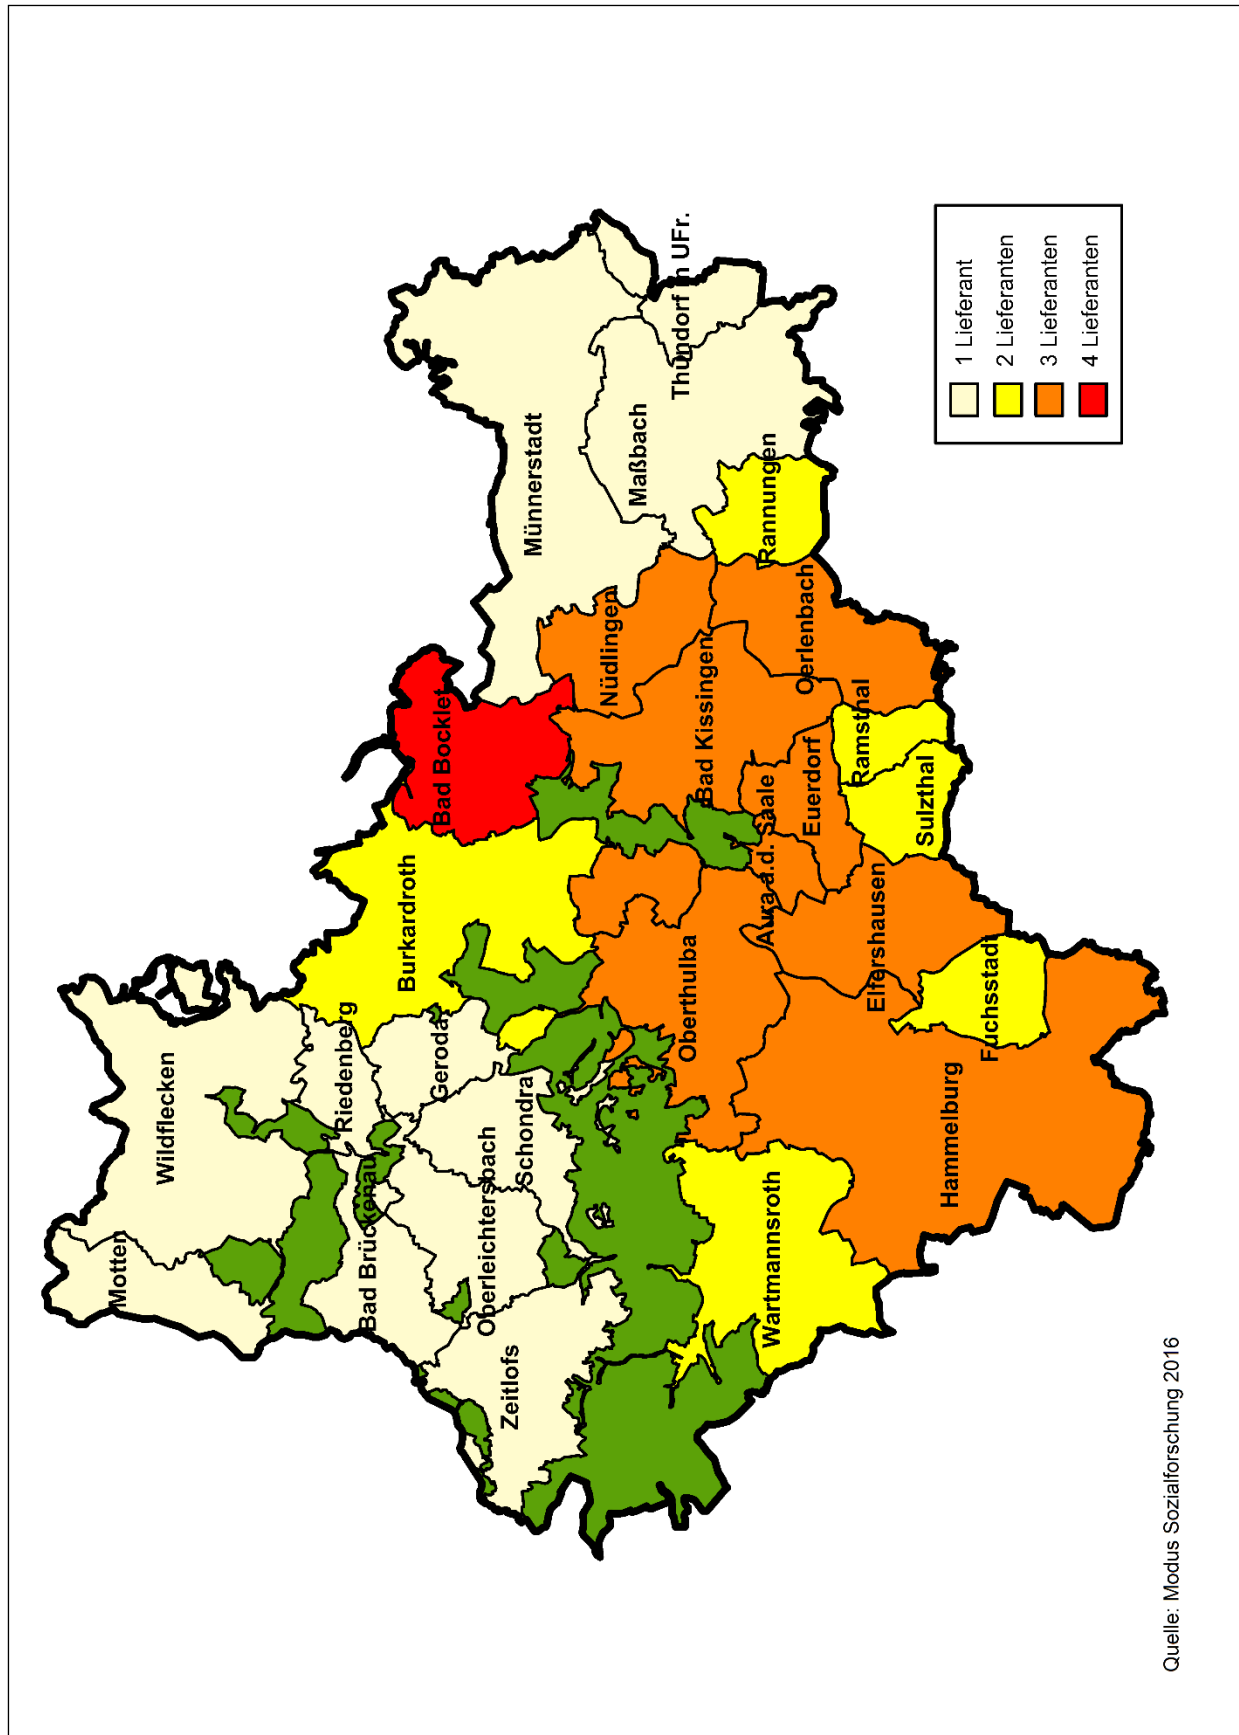 Motten
Wildflecken
Bad Brückenau
Riedenberg
Geroda
Oberleichtersbach
Schondra
Zeitlofs
Burkardroth
Bad Bocklet
Münnerstadt
Maßbach
Thundorf in UFr.
Nüdlingen
Bad Kissingen
Oerlenbach
Rannungen
Oberthulba
Aura a.d. Saale
Euerdorf
Ramsthal
Sulzthal
Elfershausen
Fuchsstadt
Hammelburg
Wartmannsroth
1 Lieferant
2 Lieferanten
3 Lieferanten
4 Lieferanten
Quelle: Modus Sozialforschung 2016